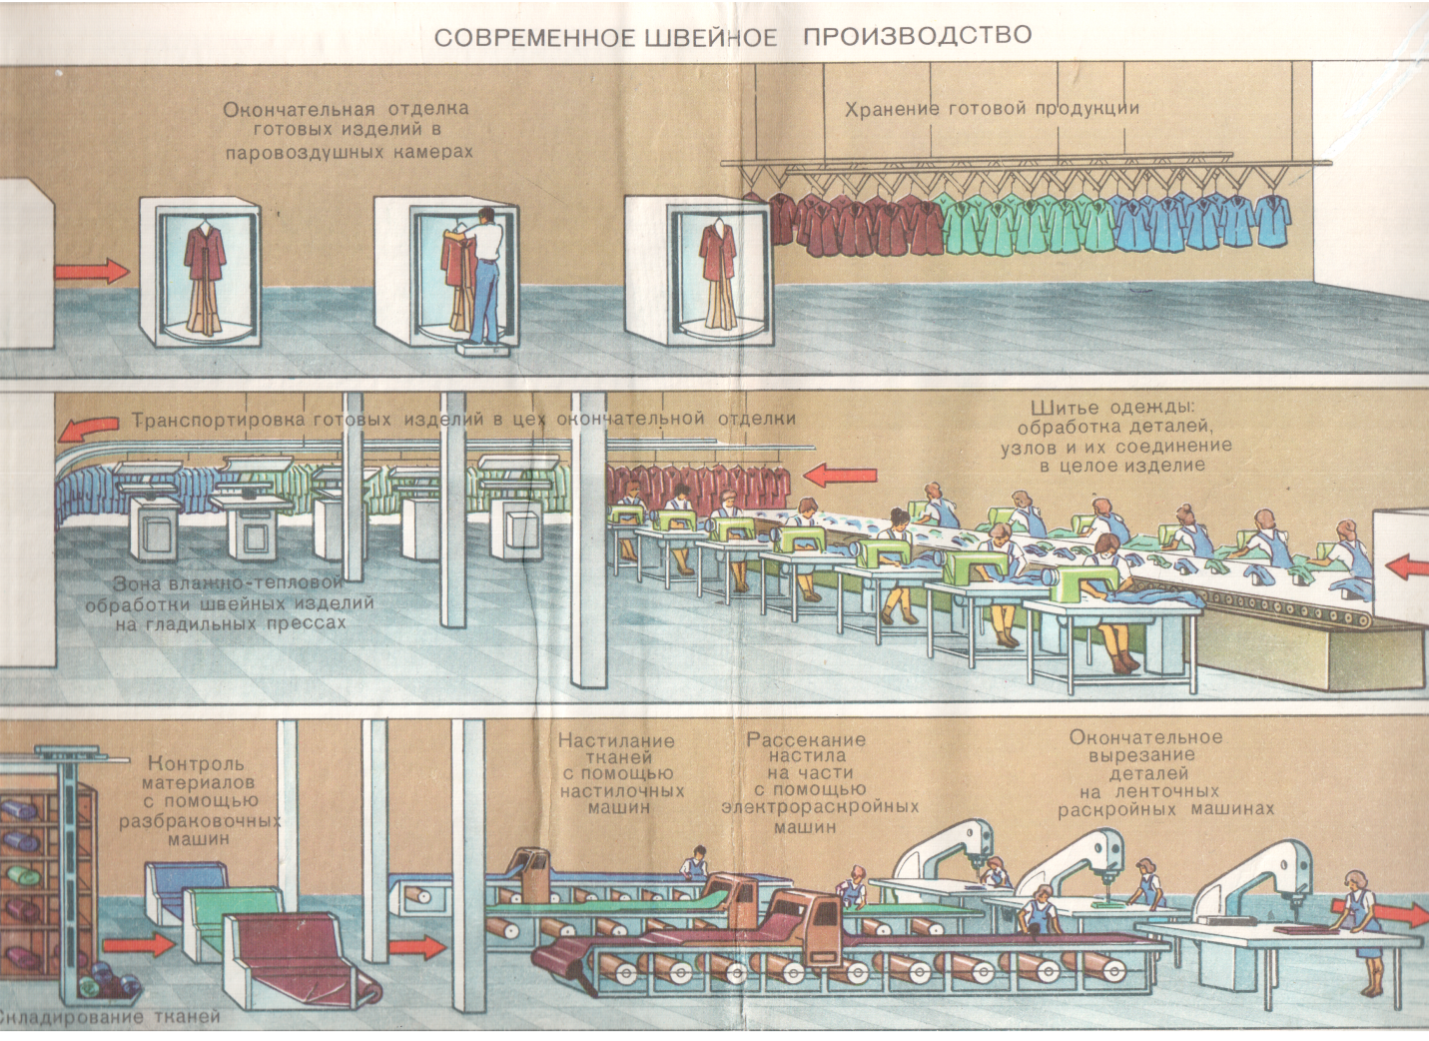 СОВРЕМЕННОЕ ШВЕЙНОЕ ПРОИЗВОДСТВО
Окончательная отделка
готовых изделий в
паровоздушных камерах
Хранение готовой продукции
Транспортировка готовых изделий в цех окончательной отделки
Шитье одежды:
обработка деталей,
узлов и их соединение
в целое изделие
Зона влажно-тепловой
обработки швейных изделий
на гладильных прессах
Контроль
материалов
с помощью
разбраковочных
машин
Настилание
тканей
с помощью
настилочных
машин
Рассекание
настила
на части
с помощью
электрораскройных
машин
Окончательное
вырезание
деталей
на ленточных
раскройных машинах
Складирование тканей